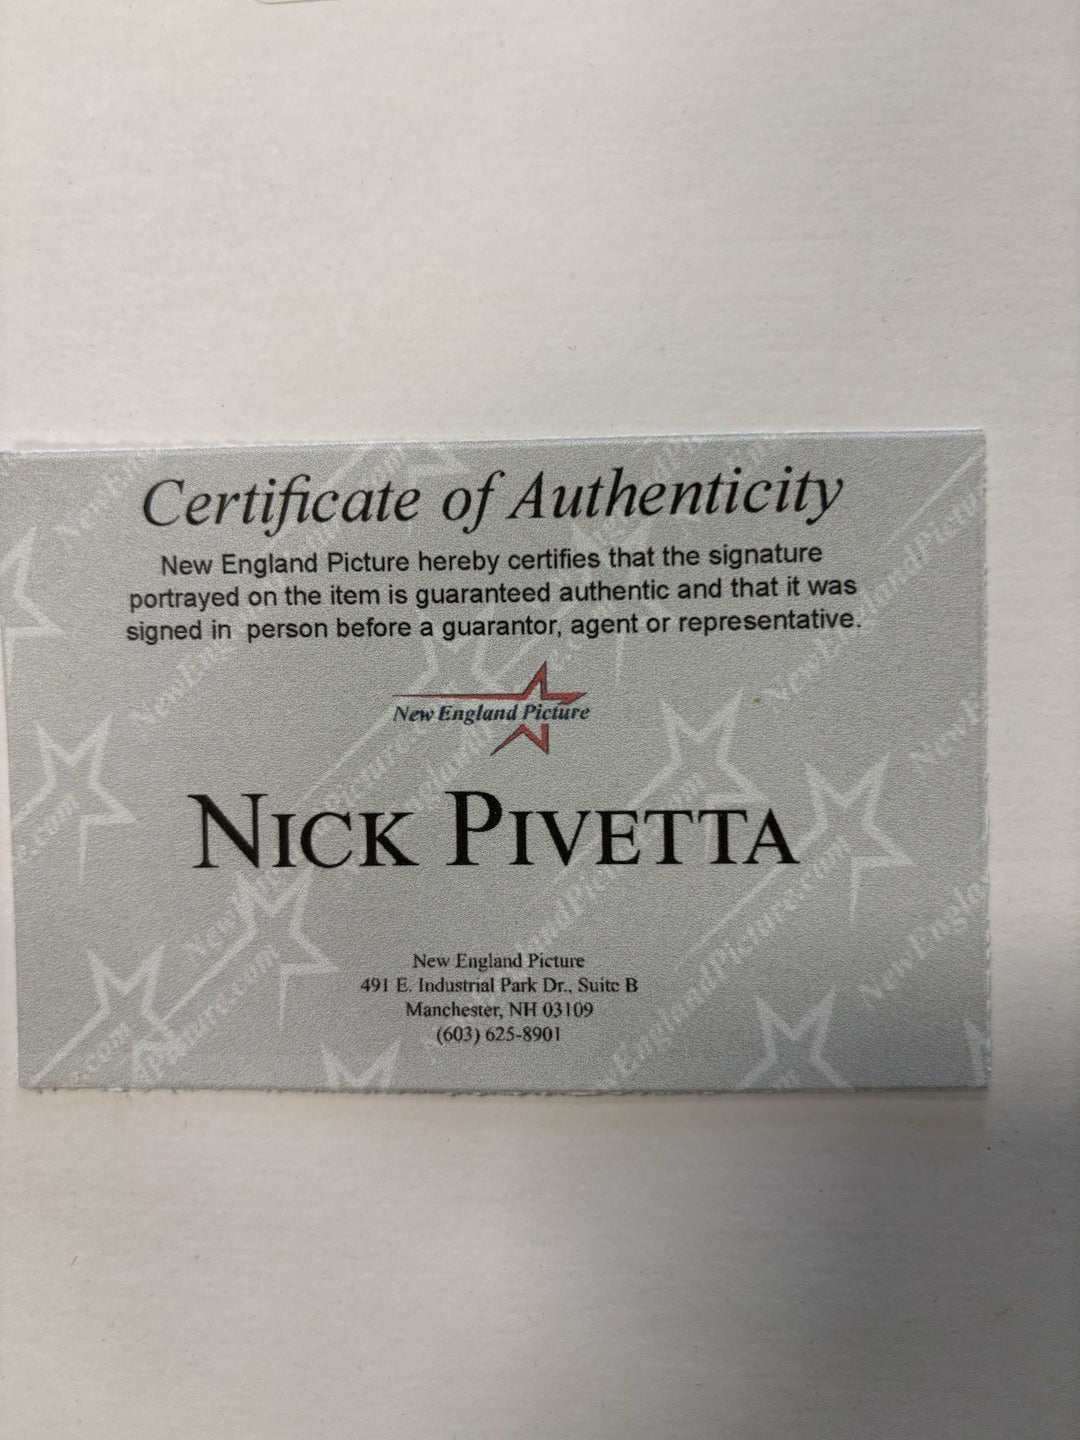 Certificate of Authenticity
New England Picture hereby certifies that the signature
portrayed on the item is guaranteed authentic and that it was
signed in person before a guarantor, agent or representative.
New England Picture
NICK PIVETTA
New England Picture
491 E. Industrial Park Dr., Suite B
Manchester, NH 03109
(603) 625-8901